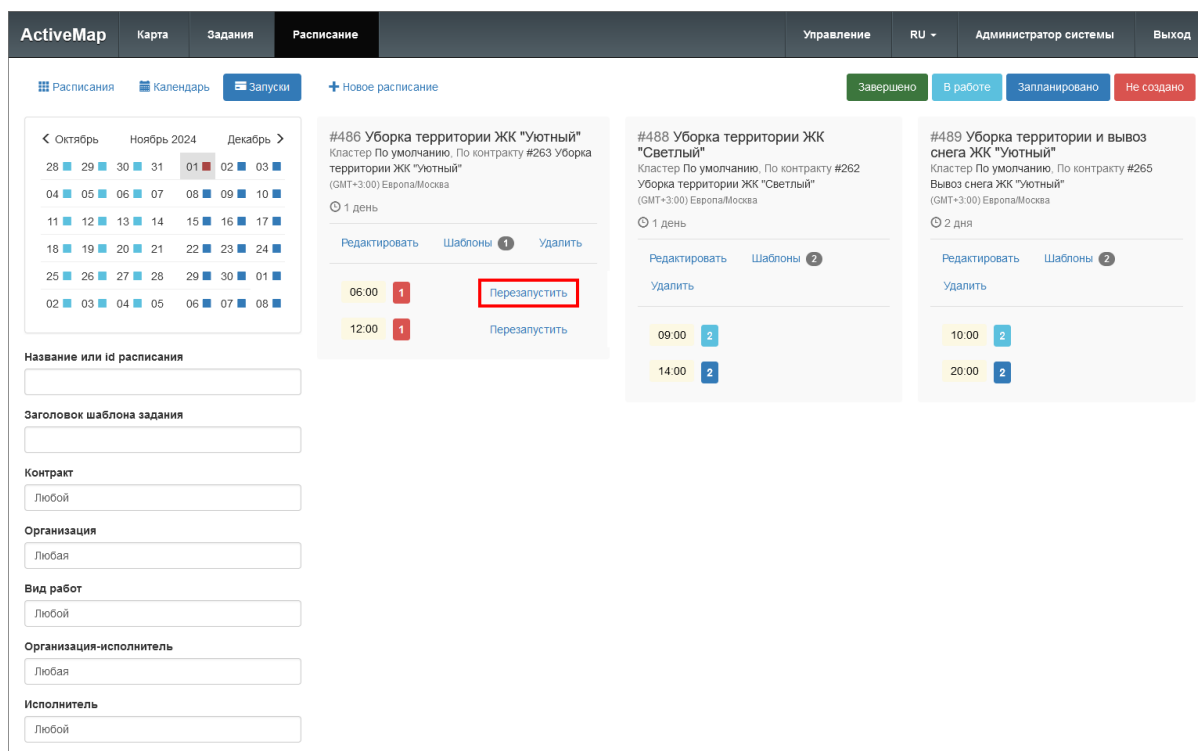 ActiveMap Карта Задания Расписание Управление RU Администратор системы Выход
Расписания Календарь Запуски Новое расписание Завершено В работе Запланировано Не создано
Октябрь Ноябрь 2024 Декабрь
28 29 30 31 01 02 03
04 05 06 07 08 09 10
11 12 13 14 15 16 17
18 19 20 21 22 23 24
25 26 27 28 29 30 01
02 03 04 05 06 07 08
Название или id расписания
Заголовок шаблона задания
Контракт
Любой
Организация
Любая
Вид работ
Любой
Организация-исполнитель
Любая
Исполнитель
Любой
#486 Уборка территории ЖК "Уютный"
Кластер По умолчанию, По контракту #263 Уборка
территории ЖК "Уютный"
(GMT+3:00) Европа/Москва
1 день
Редактировать Шаблоны 1 Удалить
06:00 1 Перезапустить
12:00 1 Перезапустить
#488 Уборка территории ЖК
"Светлый"
Кластер По умолчанию, По контракту #262
Уборка территории ЖК "Светлый"
(GMT+3:00) Европа/Москва
1 день
Редактировать Шаблоны 2
Удалить
09:00 2
14:00 2
#489 Уборка территории и вывоз
снега ЖК "Уютный"
Кластер По умолчанию, По контракту #265
Вывоз снега ЖК "Уютный"
(GMT+3:00) Европа/Москва
2 дня
Редактировать Шаблоны 2
Удалить
10:00 2
20:00 2